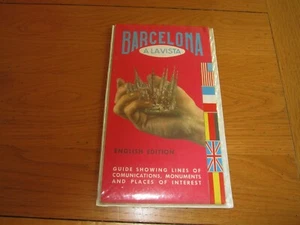 BARCELONA
A LA VISTA
ENGLISH EDITION
GUIDE SHOWING LINES OF
COMUNICATIONS, MONUMENTS
AND PLACES OF INTEREST